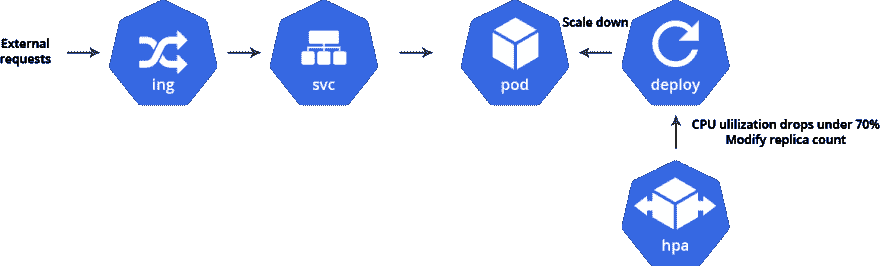 External
requests
ing
svc
pod
Scale down
deploy
CPU ulilization drops under 70%
Modify replica count
hpa